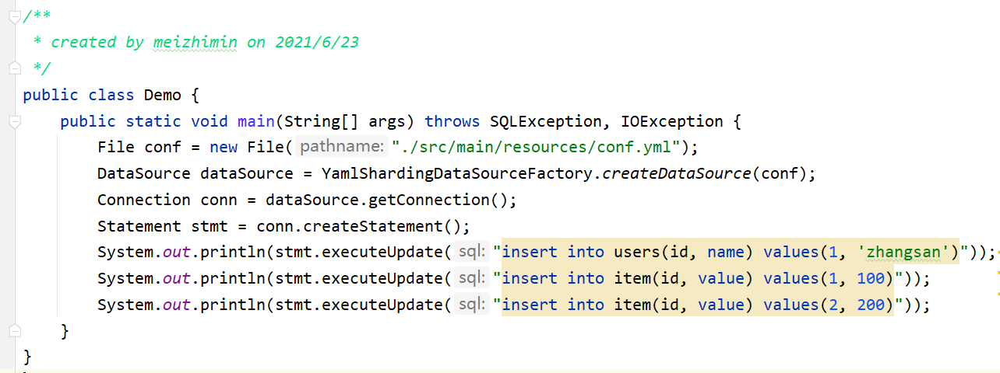 /**
 * created by meizhimin on 2021/6/23
 */
public class Demo {
    public static void main(String[] args) throws SQLException, IOException {
        File conf = new File( pathname: "./src/main/resources/conf.yml");
        DataSource dataSource = YamlShardingDataSourceFactory.createDataSource(conf);
        Connection conn = dataSource.getConnection();
        Statement stmt = conn.createStatement();
        System.out.println(stmt.executeUpdate( sql: "insert into users(id, name) values(1, 'zhangsan')"));
        System.out.println(stmt.executeUpdate( sql: "insert into item(id, value) values(1, 100)"));
        System.out.println(stmt.executeUpdate( sql: "insert into item(id, value) values(2, 200)"));
    }
}